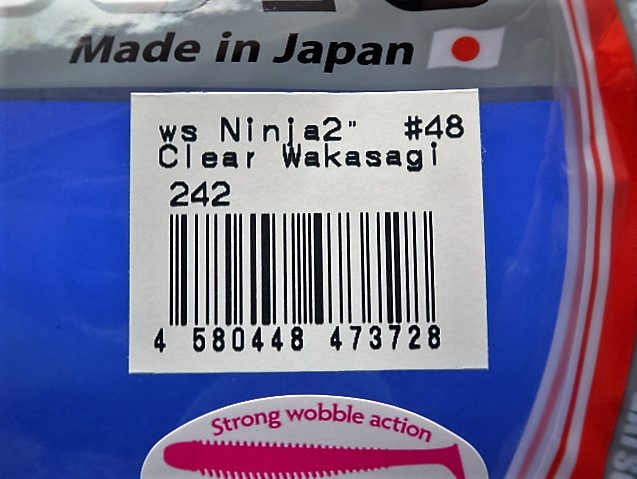 Made in Japan
ws Ninja2" #48
Clear Wakasagi
242
4 580448 473728
Strong wobble action